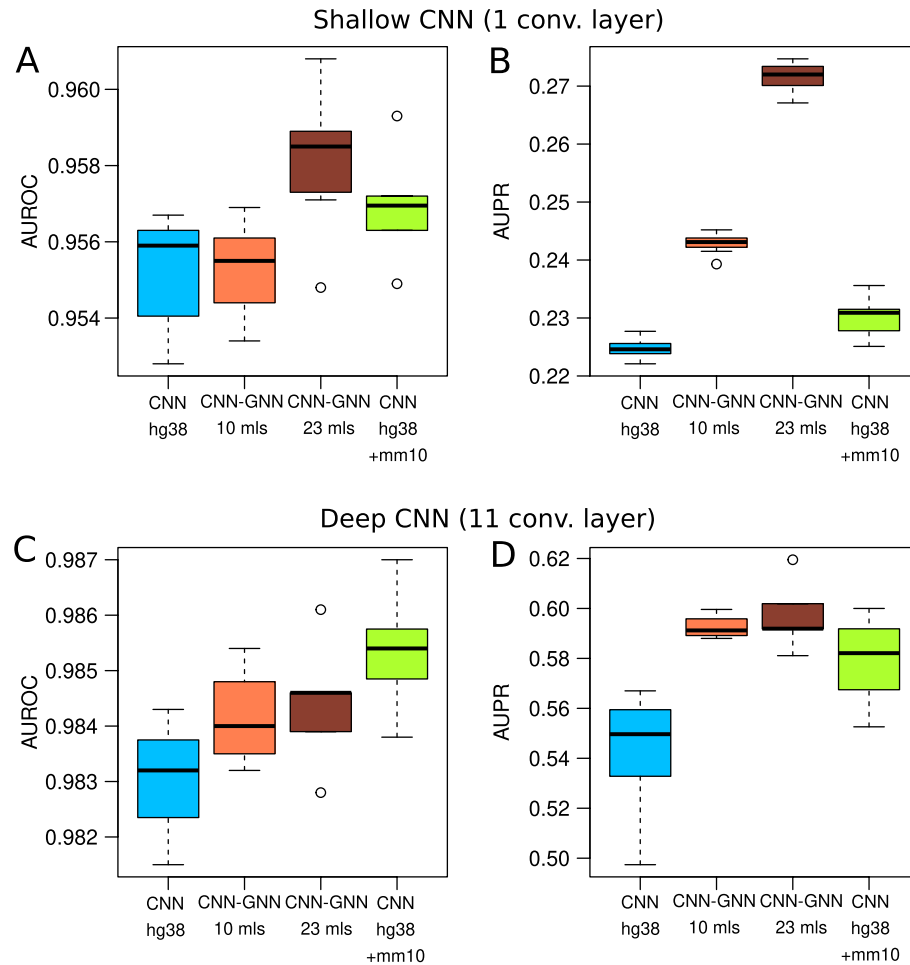 Shallow CNN (1 conv. layer)
A
AUROC
0.960
0.958
0.956
0.954
CNN CNN-GNN CNN-GNN CNN
hg38 10 mls 23 mls hg38
+mm10
B
AUPR
0.27
0.26
0.25
0.24
0.23
0.22
CNN CNN-GNN CNN-GNN CNN
hg38 10 mls 23 mls hg38
+mm10
Deep CNN (11 conv. layer)
C
AUROC
0.987
0.986
0.985
0.984
0.983
0.982
CNN CNN-GNN CNN-GNN CNN
hg38 10 mls 23 mls hg38
+mm10
D
AUPR
0.62
0.60
0.58
0.56
0.54
0.52
0.50
CNN CNN-GNN CNN-GNN CNN
hg38 10 mls 23 mls hg38
+mm10